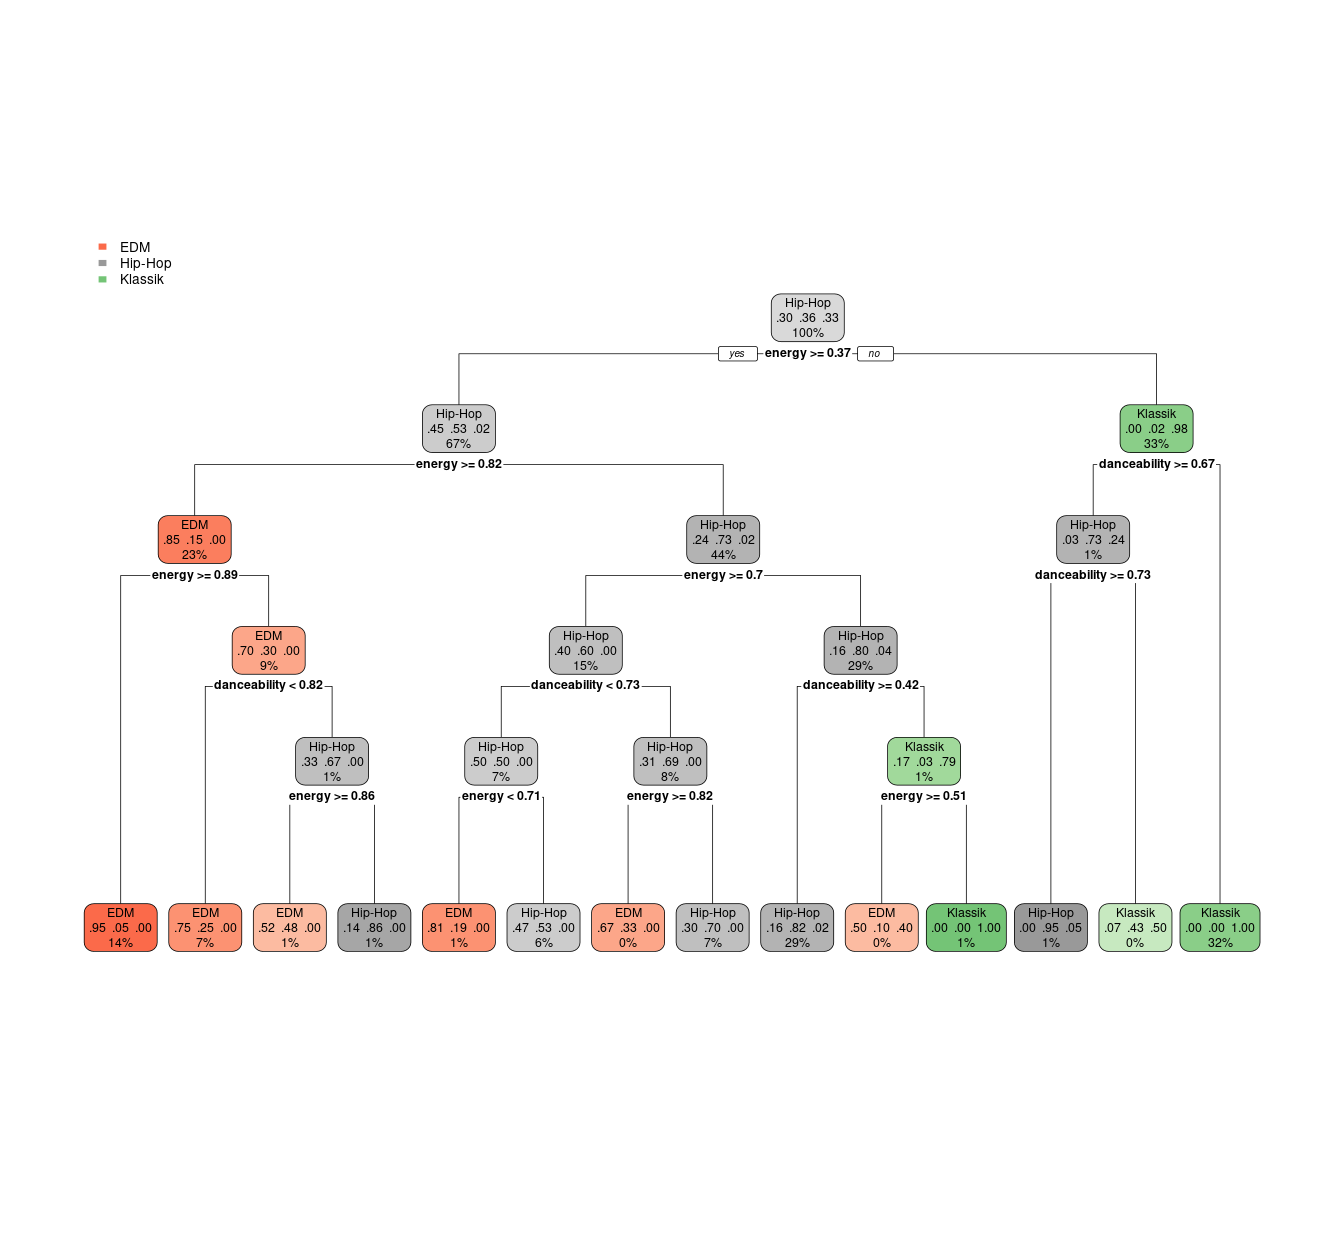 EDM
Hip-Hop
Klassik
Hip-Hop
.30 .36 .33
100%
yes energy >= 0.37 no
Hip-Hop
.45 .53 .02
67%
Klassik
.00 .02 .98
33%
energy >= 0.82
danceability >= 0.67
EDM
.85 .15 .00
23%
Hip-Hop
.24 .73 .02
44%
Hip-Hop
.03 .73 .24
1%
energy >= 0.89
energy >= 0.7
danceability >= 0.73
EDM
.70 .30 .00
9%
Hip-Hop
.40 .60 .00
15%
Hip-Hop
.16 .80 .04
29%
danceability < 0.82
danceability < 0.73
danceability >= 0.42
Hip-Hop
.33 .67 .00
1%
Hip-Hop
.50 .50 .00
7%
Hip-Hop
.31 .69 .00
8%
Klassik
.17 .03 .79
1%
energy >= 0.86
energy < 0.71
energy >= 0.82
energy >= 0.51
EDM
.95 .05 .00
14%
EDM
.75 .25 .00
7%
EDM
.52 .48 .00
1%
Hip-Hop
.14 .86 .00
1%
EDM
.81 .19 .00
1%
Hip-Hop
.47 .53 .00
6%
EDM
.67 .33 .00
0%
Hip-Hop
.30 .70 .00
7%
Hip-Hop
.16 .82 .02
29%
EDM
.50 .10 .40
0%
Klassik
.00 .00 1.00
1%
Hip-Hop
.00 .95 .05
1%
Klassik
.07 .43 .50
0%
Klassik
.00 .00 1.00
32%